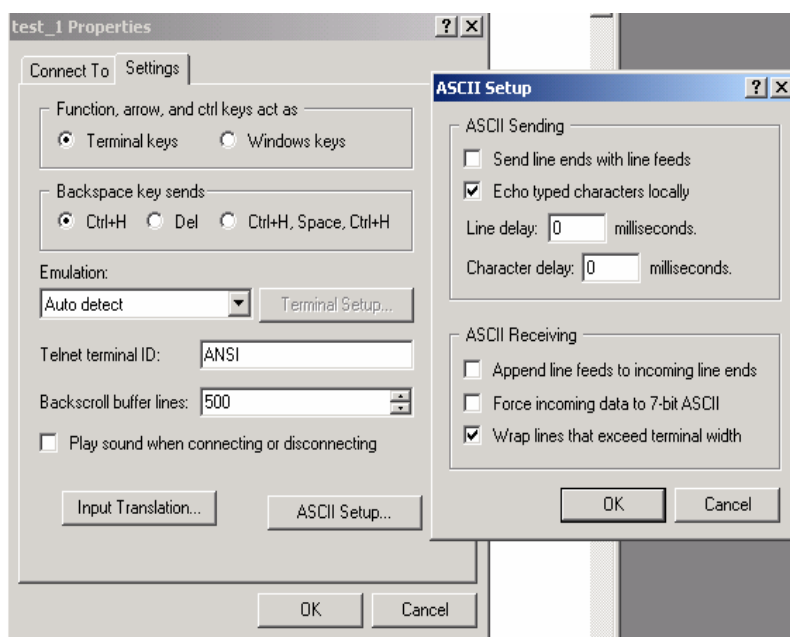 test_1 Properties
Connect To
Settings
Function, arrow, and ctrl keys act as
Terminal keys
Windows keys
Backspace key sends
Ctrl+H
Del
Ctrl+H, Space, Ctrl+H
Emulation:
Auto detect
Terminal Setup...
Telnet terminal ID:
ANSI
Backscroll buffer lines:
500
Play sound when connecting or disconnecting
Input Translation...
ASCII Setup...
OK
Cancel
ASCII Setup
ASCII Sending
Send line ends with line feeds
Echo typed characters locally
Line delay: 0 milliseconds.
Character delay: 0 milliseconds.
ASCII Receiving
Append line feeds to incoming line ends
Force incoming data to 7-bit ASCII
Wrap lines that exceed terminal width
OK
Cancel